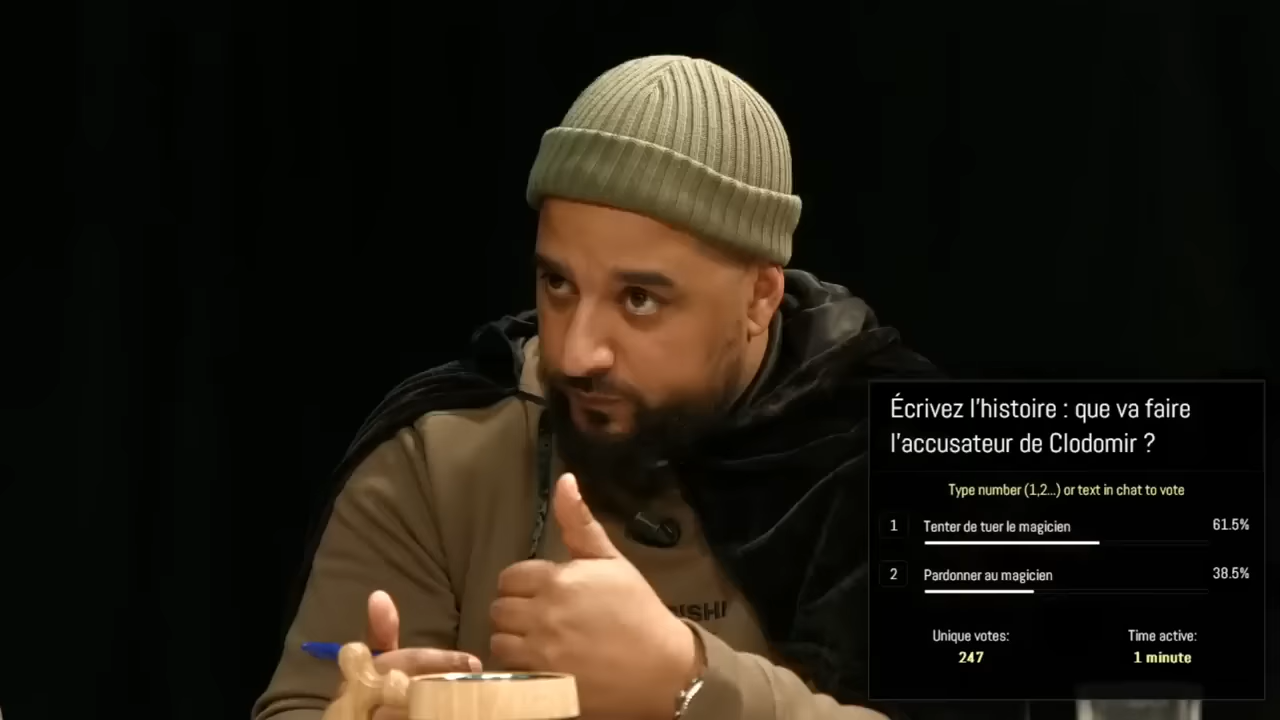 Écrivez l'histoire : que va faire
l'accusateur de Clodomir ?
Type number (1,2...) or text in chat to vote
1 Tenter de tuer le magicien 61.5%
2 Pardonner au magicien 38.5%
Unique votes: Time active:
247 1 minute